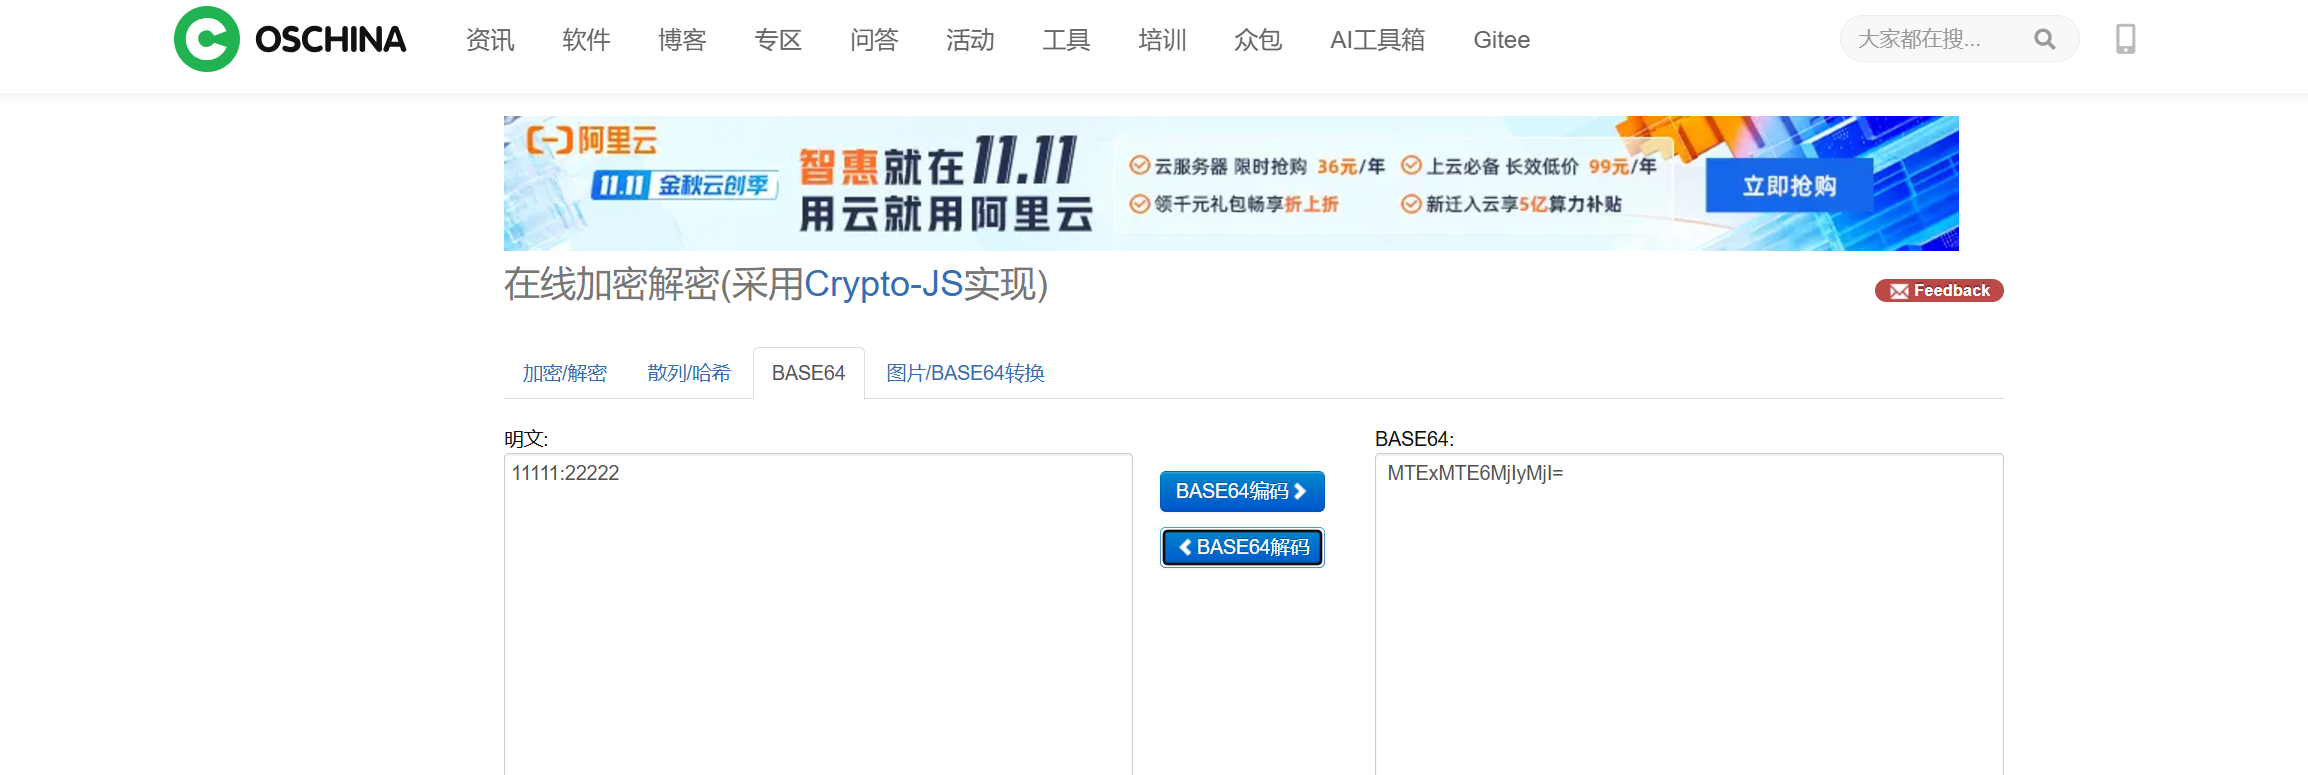 OSCHINA 资讯 软件 博客 专区 问答 活动 工具 培训 众包 AI工具箱 Gitee 大家都在搜...
阿里云
11.11 金秋云创季
智惠就在11.11
用云就用阿里云
云服务器 限时抢购 36元/年 上云必备 长效低价 99元/年
领千元礼包畅享折上折 新迁入云享5亿算力补贴
立即抢购
在线加密解密(采用Crypto-JS实现)
Feedback
加密/解密 散列/哈希 BASE64 图片/BASE64转换
明文:
11111:22222
BASE64编码
BASE64解码
BASE64:
MTExMTE6MjIyMjI=